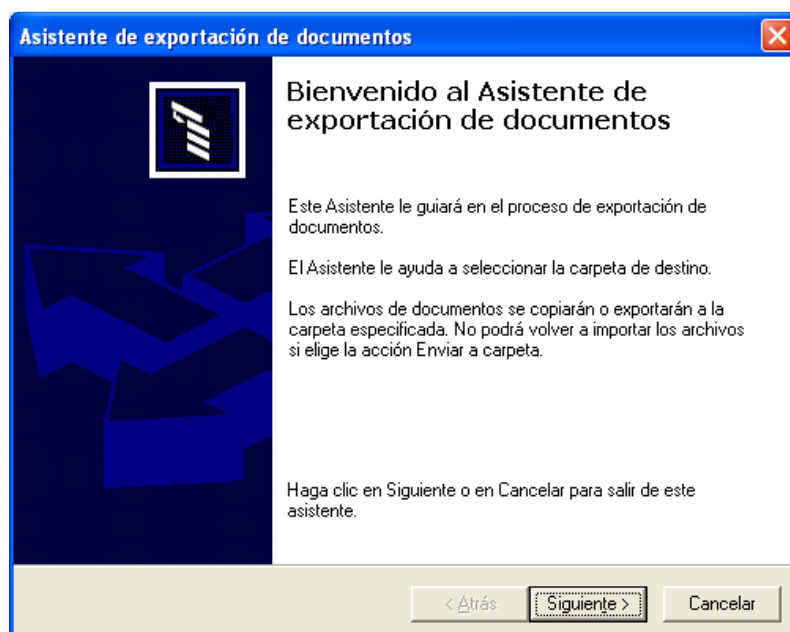 Asistente de exportación de documentos
Bienvenido al Asistente de
exportación de documentos
Este Asistente le guiará en el proceso de exportación de
documentos.
El Asistente le ayuda a seleccionar la carpeta de destino.
Los archivos de documentos se copiarán o exportarán a la
carpeta especificada. No podrá volver a importar los archivos
si elige la acción Enviar a carpeta.
Haga clic en Siguiente o en Cancelar para salir de este
asistente.
< Atrás Siguiente > Cancelar